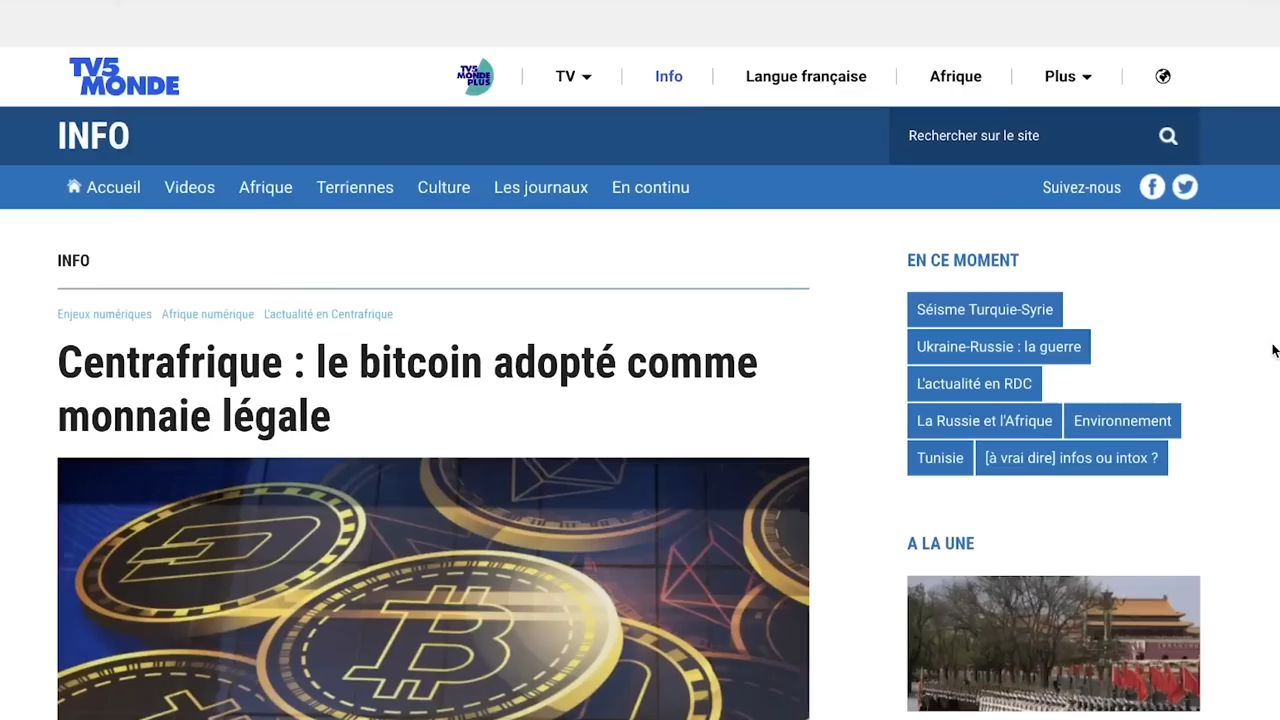 TV5
MONDE
TV5
MONDE
PLUS
TV
Info
Langue française
Afrique
Plus
INFO
Rechercher sur le site
Accueil
Videos
Afrique
Terriennes
Culture
Les journaux
En continu
Suivez-nous
INFO
Enjeux numériques
Afrique numérique
L'actualité en Centrafrique
Centrafrique : le bitcoin adopté comme
monnaie légale
EN CE MOMENT
Séisme Turquie-Syrie
Ukraine-Russie : la guerre
L'actualité en RDC
La Russie et l'Afrique
Environnement
Tunisie
[à vrai dire] infos ou intox ?
A LA UNE